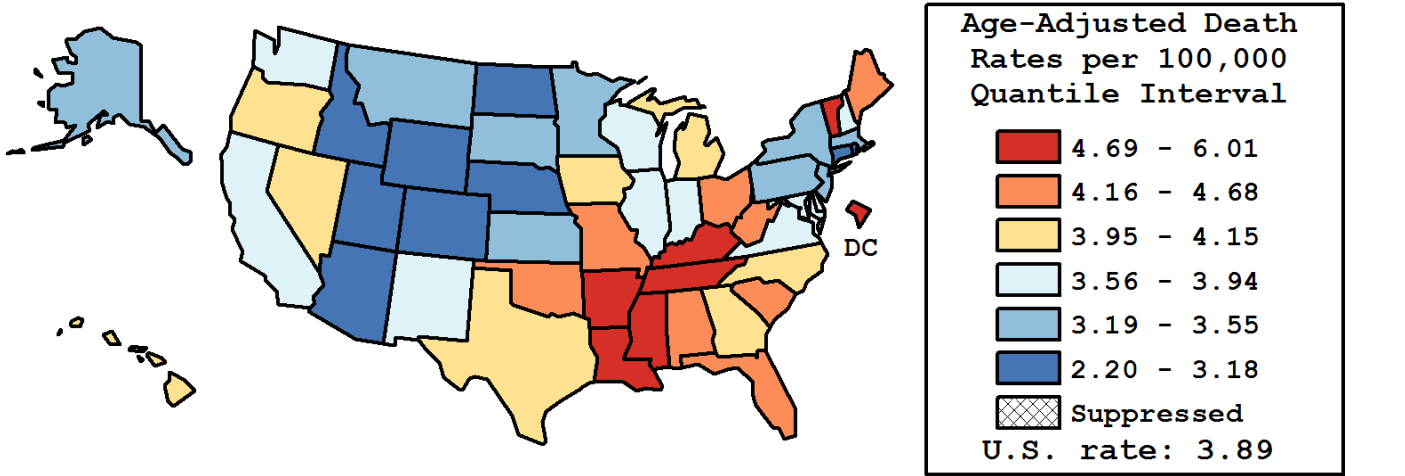 DC
Age-Adjusted Death
Rates per 100,000
Quantile Interval
4.69 - 6.01
4.16 - 4.68
3.95 - 4.15
3.56 - 3.94
3.19 - 3.55
2.20 - 3.18
Suppressed
U.S. rate: 3.89